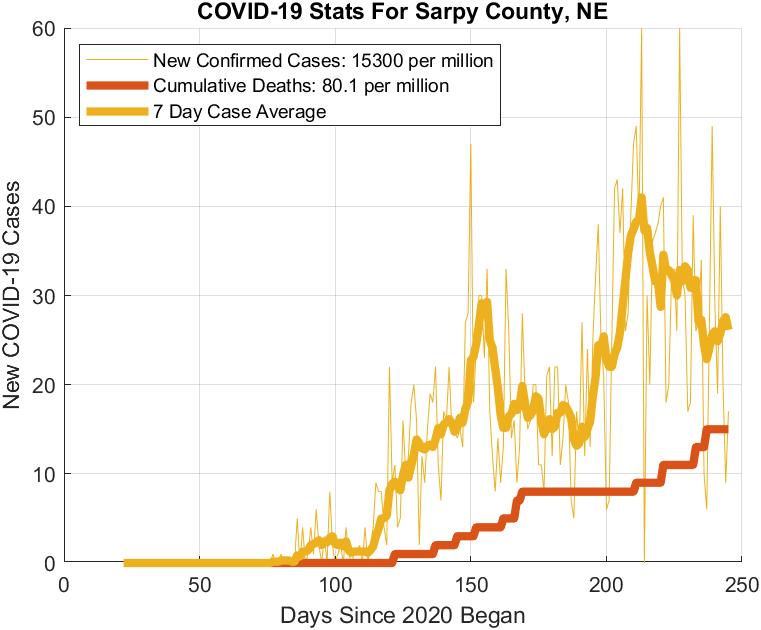 COVID-19 Stats For Sarpy County, NE
New Confirmed Cases: 15300 per million
Cumulative Deaths: 80.1 per million
7 Day Case Average
New COVID-19 Cases
60
50
40
30
20
10
0
0 50 100 150 200 250
Days Since 2020 Began